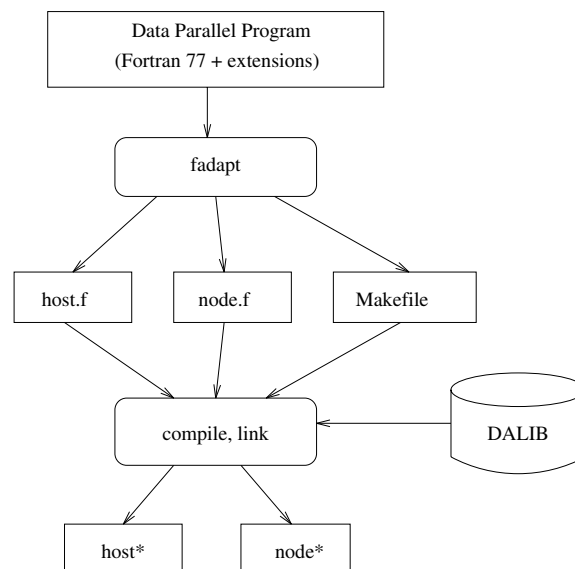 Data Parallel Program
(Fortran 77 + extensions)
fadapt
host.f
node.f
Makefile
compile, link
DALIB
host*
node*